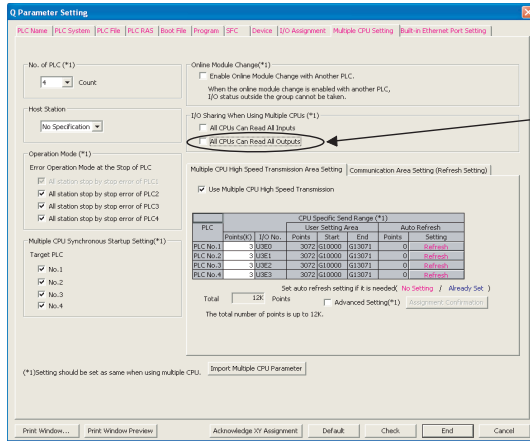 Q Parameter Setting
PLC Name PLC System PLC File PLC RAS Boot File Program SFC Device I/O Assignment Multiple CPU Setting Built-in Ethernet Port Setting
No. of PLC (*1)
4 Count
Host Station
No Specification
Operation Mode (*1)
Error Operation Mode at the Stop of PLC
All station stop by stop error of PLC1
All station stop by stop error of PLC2
All station stop by stop error of PLC3
All station stop by stop error of PLC4
Multiple CPU Synchronous Startup Setting(*1)
Target PLC
No.1
No.2
No.3
No.4
Online Module Change(*1)
Enable Online Module Change with Another PLC.
When the online module change is enabled with another PLC,
I/O status outside the group cannot be taken.
I/O Sharing When Using Multiple CPUs (*1)
All CPUs Can Read All Inputs
All CPUs Can Read All Outputs
Multiple CPU High Speed Transmission Area Setting Communication Area Setting (Refresh Setting)
Use Multiple CPU High Speed Transmission
CPU Specific Send Range (*1)
PLC User Setting Area Auto Refresh
Points(K) I/O No. Points Start End Points Setting
PLC No.1 3 U3E0 3072 G10000 G13071 0 Refresh
PLC No.2 3 U3E1 3072 G10000 G13071 0 Refresh
PLC No.3 3 U3E2 3072 G10000 G13071 0 Refresh
PLC No.4 3 U3E3 3072 G10000 G13071 0 Refresh
Set auto refresh setting if it is needed( No Setting / Already Set )
Total 12K Points Advanced Setting(*1) Assignment Confirmation
The total number of points is up to 12K.
(*1)Setting should be set as same when using multiple CPU. Import Multiple CPU Parameter
Print Window... Print Window Preview Acknowledge XY Assignment Default Check End Cancel